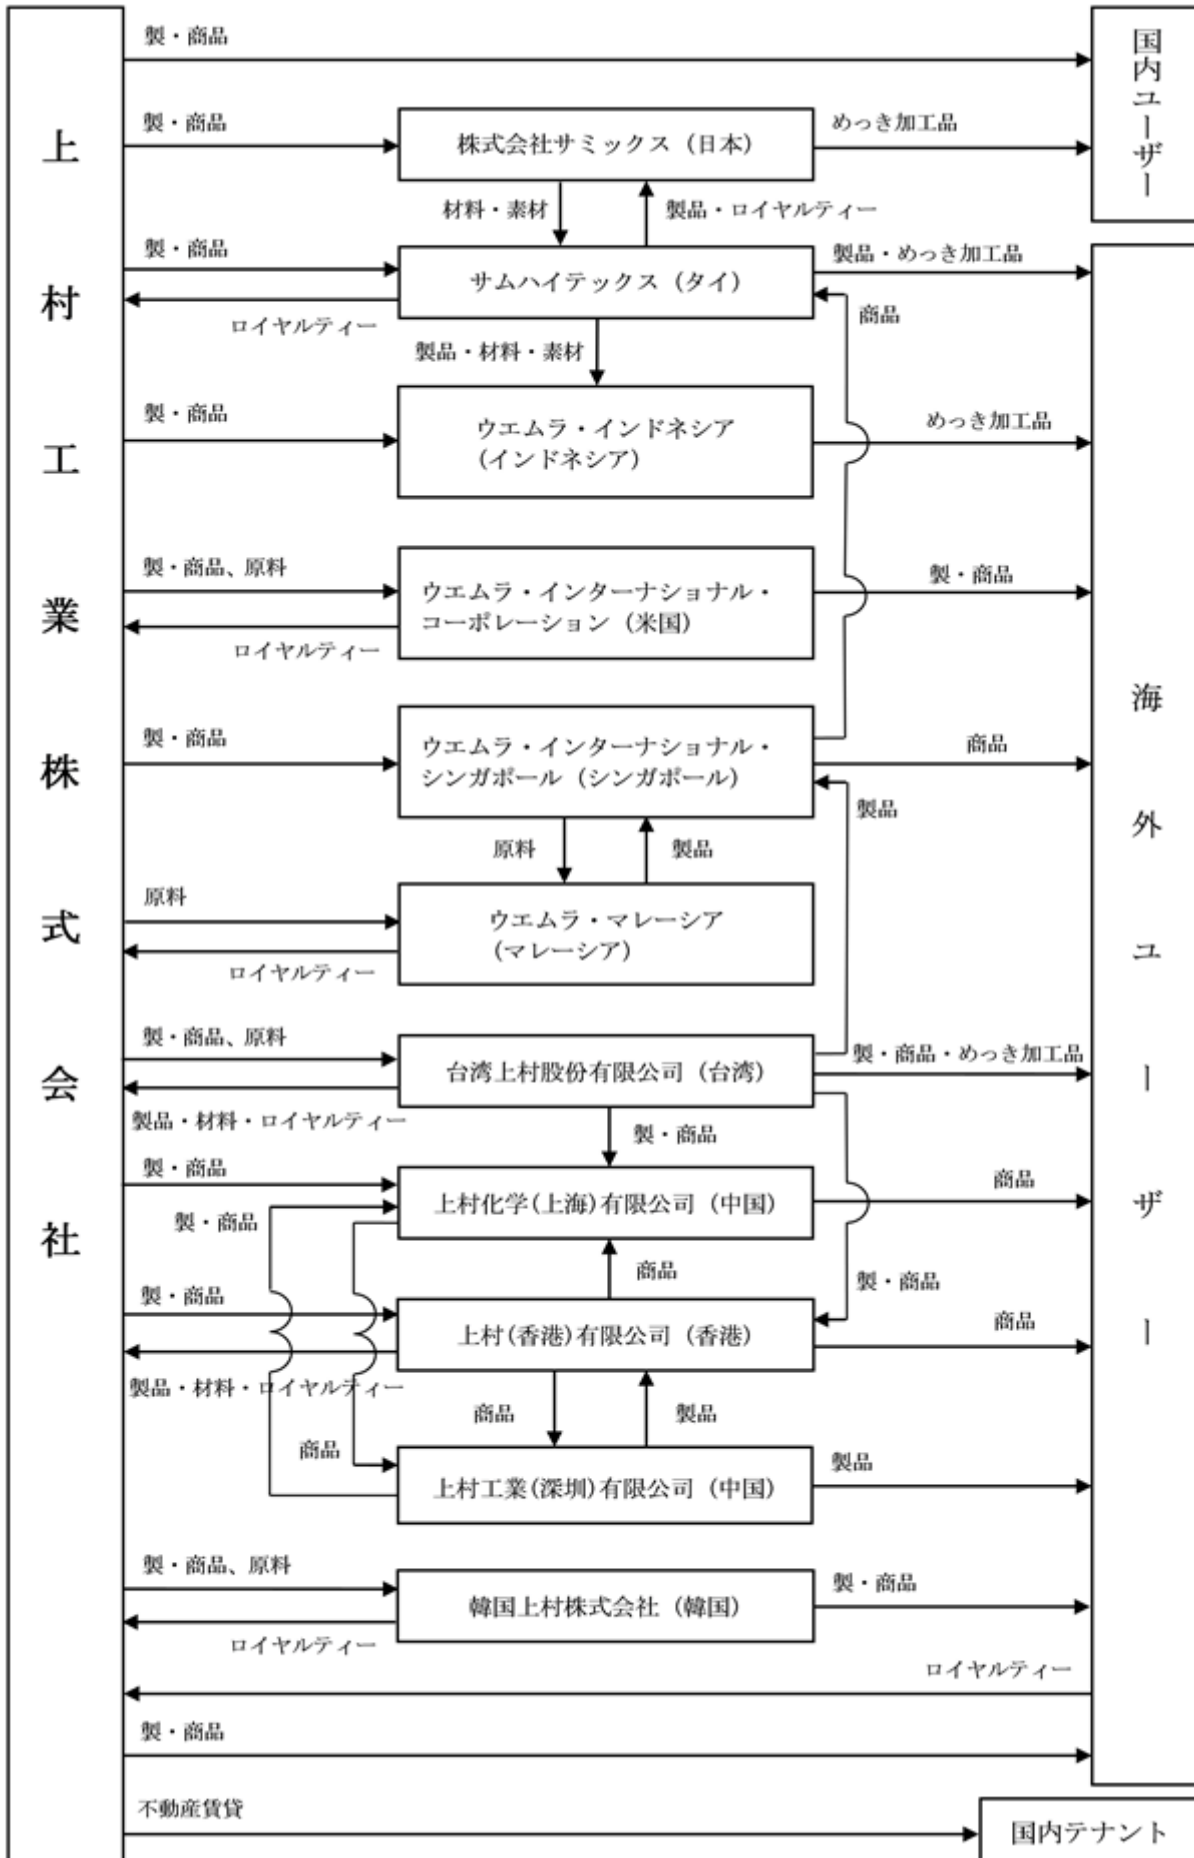 上村工業株式会社
製・商品
国内ユーザー
製・商品
株式会社サミックス（日本）
めっき加工品
材料・素材
製品・ロイヤルティー
製・商品
サムハイテックス（タイ）
製品・めっき加工品
ロイヤルティー
商品
製品・材料・素材
製・商品
ウエムラ・インドネシア
(インドネシア）
めっき加工品
製・商品、原料
ウエムラ・インターナショナル・
コーポレーション（米国）
製・商品
ロイヤルティー
海外ユーザー
製・商品
ウエムラ・インターナショナル・
シンガポール（シンガポール）
商品
製品
原料
製品
原料
ウエムラ・マレーシア
(マレーシア）
ロイヤルティー
製・商品、原料
台湾上村股份有限公司（台湾）
製・商品・めっき加工品
製品・材料・ロイヤルティー
製・商品
製・商品
上村化学(上海)有限公司（中国）
商品
製・商品
商品
製・商品
製・商品
上村(香港)有限公司（香港）
商品
製品・材料・ロイヤルティー
商品
製品
商品
上村工業(深圳)有限公司（中国）
製品
製・商品、原料
韓国上村株式会社（韓国）
製・商品
ロイヤルティー
ロイヤルティー
製・商品
不動産賃貸
国内テナント